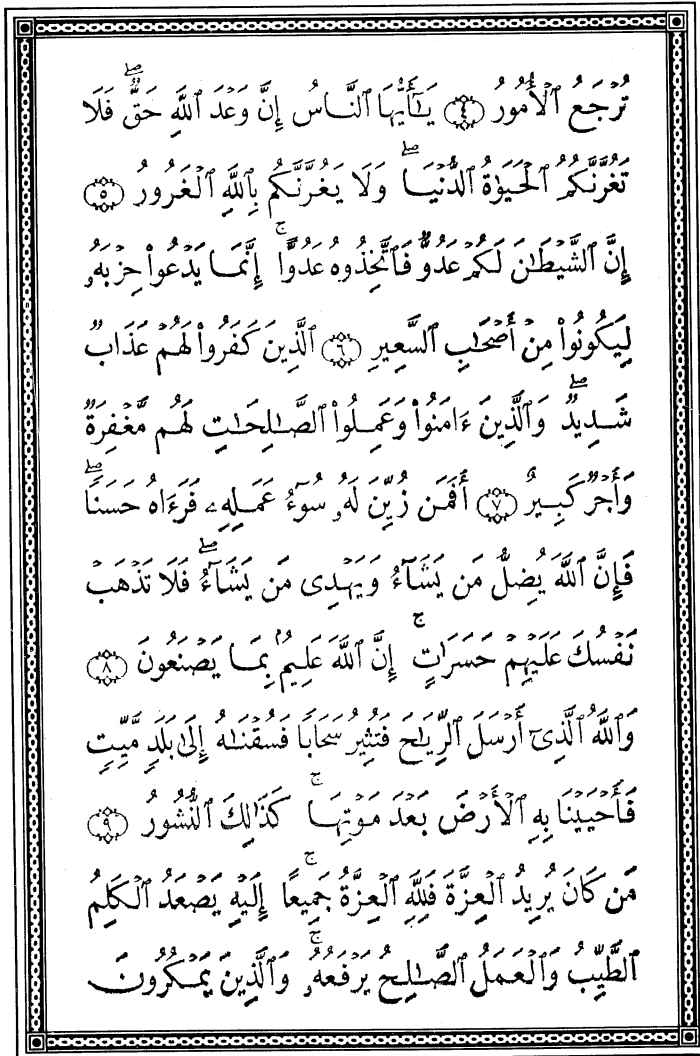 تُرْجَعُ ٱلْأُمُورُ ﴿٤﴾ يَـٰٓأَيُّهَا ٱلنَّاسُ إِنَّ وَعْدَ ٱللَّهِ حَقٌّۖ فَلَا
تَغُرَّنَّكُمُ ٱلْحَيَوٰةُ ٱلدُّنْيَاۖ وَلَا يَغُرَّنَّكُم بِٱللَّهِ ٱلْغَرُورُ ﴿٥﴾
إِنَّ ٱلشَّيْطَـٰنَ لَكُمْ عَدُوٌّ فَٱتَّخِذُوهُ عَدُوًّاۚ إِنَّمَا يَدْعُوا۟ حِزْبَهُۥ
لِيَكُونُوا۟ مِنْ أَصْحَـٰبِ ٱلسَّعِيرِ ﴿٦﴾ ٱلَّذِينَ كَفَرُوا۟ لَهُمْ عَذَابٌ
شَدِيدٌۖ وَٱلَّذِينَ ءَامَنُوا۟ وَعَمِلُوا۟ ٱلصَّـٰلِحَـٰتِ لَهُم مَّغْفِرَةٌ
وَأَجْرٌ كَبِيرٌ ﴿٧﴾ أَفَمَن زُيِّنَ لَهُۥ سُوٓءُ عَمَلِهِۦ فَرَءَاهُ حَسَنًاۖ
فَإِنَّ ٱللَّهَ يُضِلُّ مَن يَشَآءُ وَيَهْدِى مَن يَشَآءُۖ فَلَا تَذْهَبْ
نَفْسُكَ عَلَيْهِمْ حَسَرَٰتٍۚ إِنَّ ٱللَّهَ عَلِيمٌۢ بِمَا يَصْنَعُونَ ﴿٨﴾
وَٱللَّهُ ٱلَّذِىٓ أَرْسَلَ ٱلرِّيَـٰحَ فَتُثِيرُ سَحَابًا فَسُقْنَـٰهُ إِلَىٰ بَلَدٍ مَّيِّتٍ
فَأَحْيَيْنَا بِهِ ٱلْأَرْضَ بَعْدَ مَوْتِهَاۚ كَذَٰلِكَ ٱلنُّشُورُ ﴿٩﴾
مَن كَانَ يُرِيدُ ٱلْعِزَّةَ فَلِلَّهِ ٱلْعِزَّةُ جَمِيعًاۚ إِلَيْهِ يَصْعَدُ ٱلْكَلِمُ
ٱلطَّيِّبُ وَٱلْعَمَلُ ٱلصَّـٰلِحُ يَرْفَعُهُۥۚ وَٱلَّذِينَ يَمْكُرُونَ